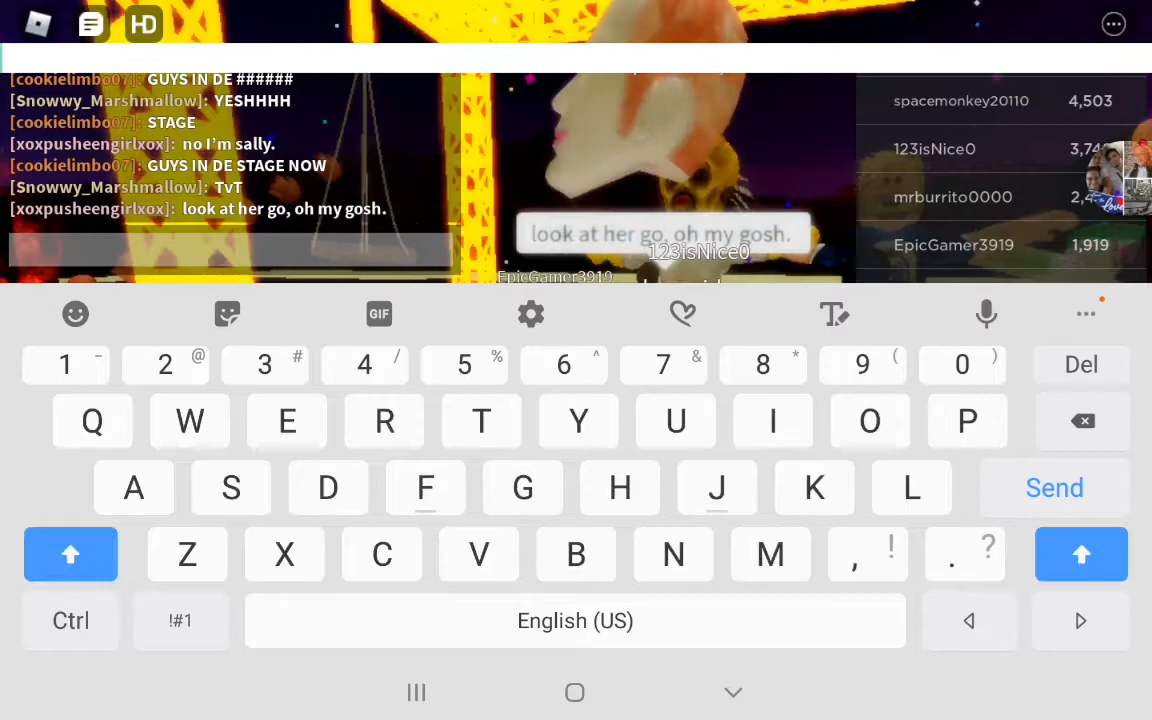 HD
[cookielimbo07]: GUYS IN DE ######
[Snowwy_Marshmallow]: YESHHHH
[cookielimbo07]: STAGE
[xoxpusheengirlxox]: no I'm sally.
[cookielimbo07]: GUYS IN DE STAGE NOW
[Snowwy_Marshmallow]: TvT
[xoxpusheengirlxox]: look at her go, oh my gosh.
look at her go, oh my gosh.
123isNice0
EpicGamer3919
spacemonkey20110 4,503
123isNice0
mrburrito0000
EpicGamer3919 1,919
GIF
1 - 2 @ 3 # 4 / 5 % 6 ^ 7 & 8 * 9 ( 0 ) Del
Q W E R T Y U I O P
A S D F G H J K L Send
Z X C V B N M , ! . ?
Ctrl !#1 English (US)